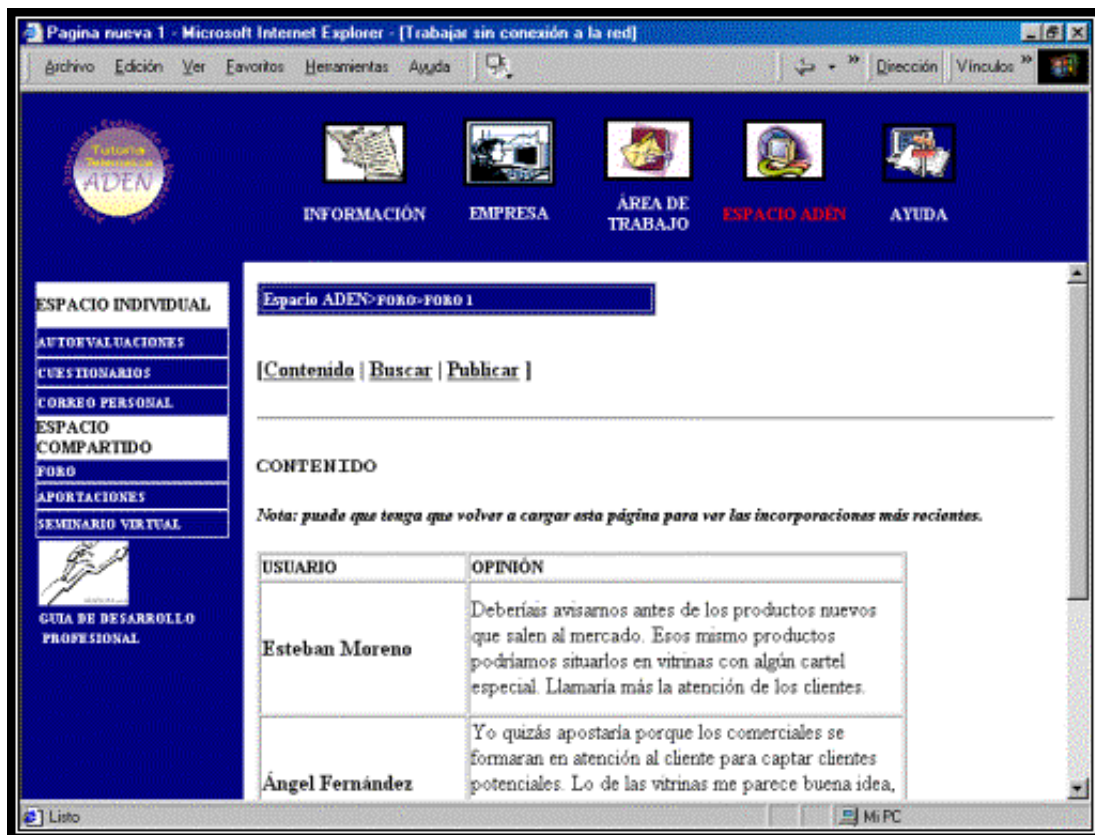 Pagina nueva 1 - Microsoft Internet Explorer - [Trabajar sin conexión a la red]
Archivo Edición Ver Favoritos Herramientas Ayuda Dirección Vínculos »
Tutoria
Telematica
ADEN
INFORMACIÓN
EMPRESA
ÁREA DE
TRABAJO
ESPACIO ADÉN
AYUDA
ESPACIO INDIVIDUAL
AUTOEVALUACIONES
CUESTIONARIOS
CORREO PERSONAL
ESPACIO
COMPARTIDO
FORO
APORTACIONES
SEMINARIO VIRTUAL
GUIA DE DESARROLLO
PROFESIONAL
Espacio ADEN>FORO>FORO 1
[Contenido | Buscar | Publicar ]
CONTENIDO
Nota: puede que tenga que volver a cargar esta página para ver las incorporaciones más recientes.
USUARIO OPINIÓN
Esteban Moreno
Deberíais avisarnos antes de los productos nuevos
que salen al mercado. Esos mismo productos
podríamos situarlos en vitrinas con algún cartel
especial. Llamaría más la atención de los clientes.
Ángel Fernández
Yo quizás apostaría porque los comerciales se
formaran en atención al cliente para captar clientes
potenciales. Lo de las vitrinas me parece buena idea,
Listo
Mi PC